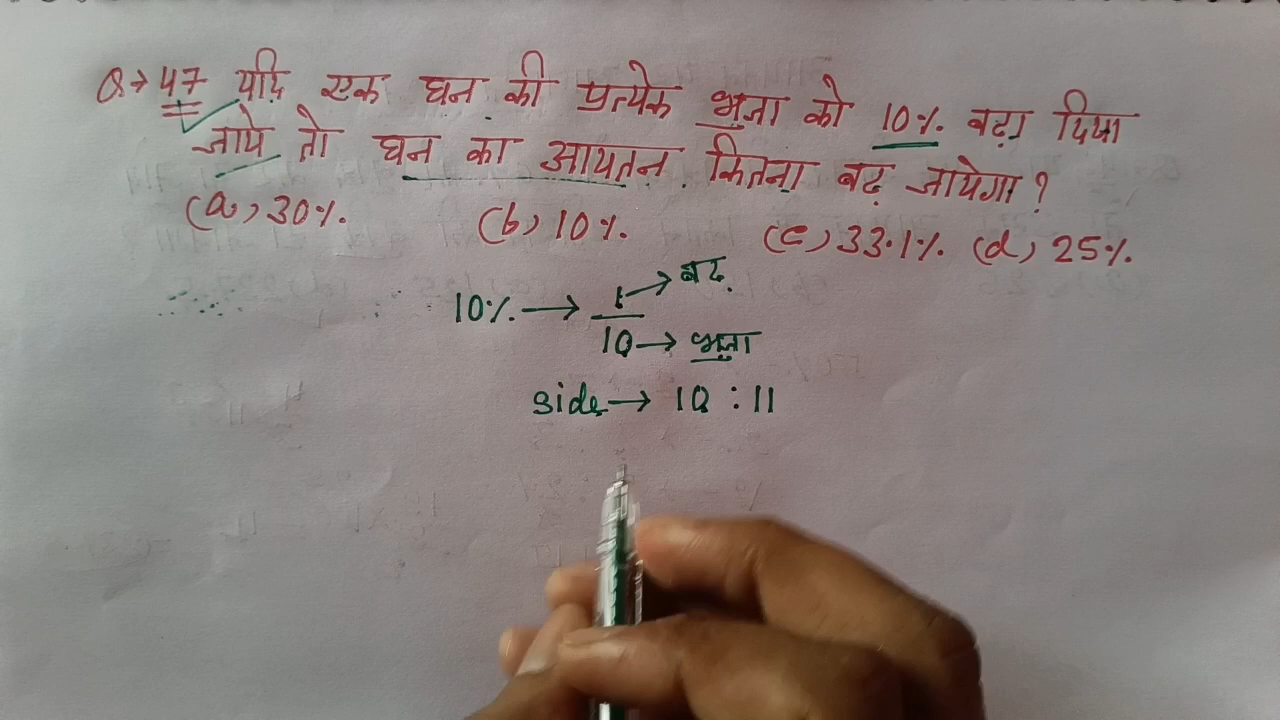 Q→ 47 यदि एक घन की प्रत्येक भुजा को 10% बढ़ा दिया
जाये तो घन का आयतन कितना बढ़ जायेगा ?
(a) 30%. (b) 10%. (c) 33.1%. (d) 25%.
10% → 1/10 → बढ़
→ भुजा
side → 10 : 11